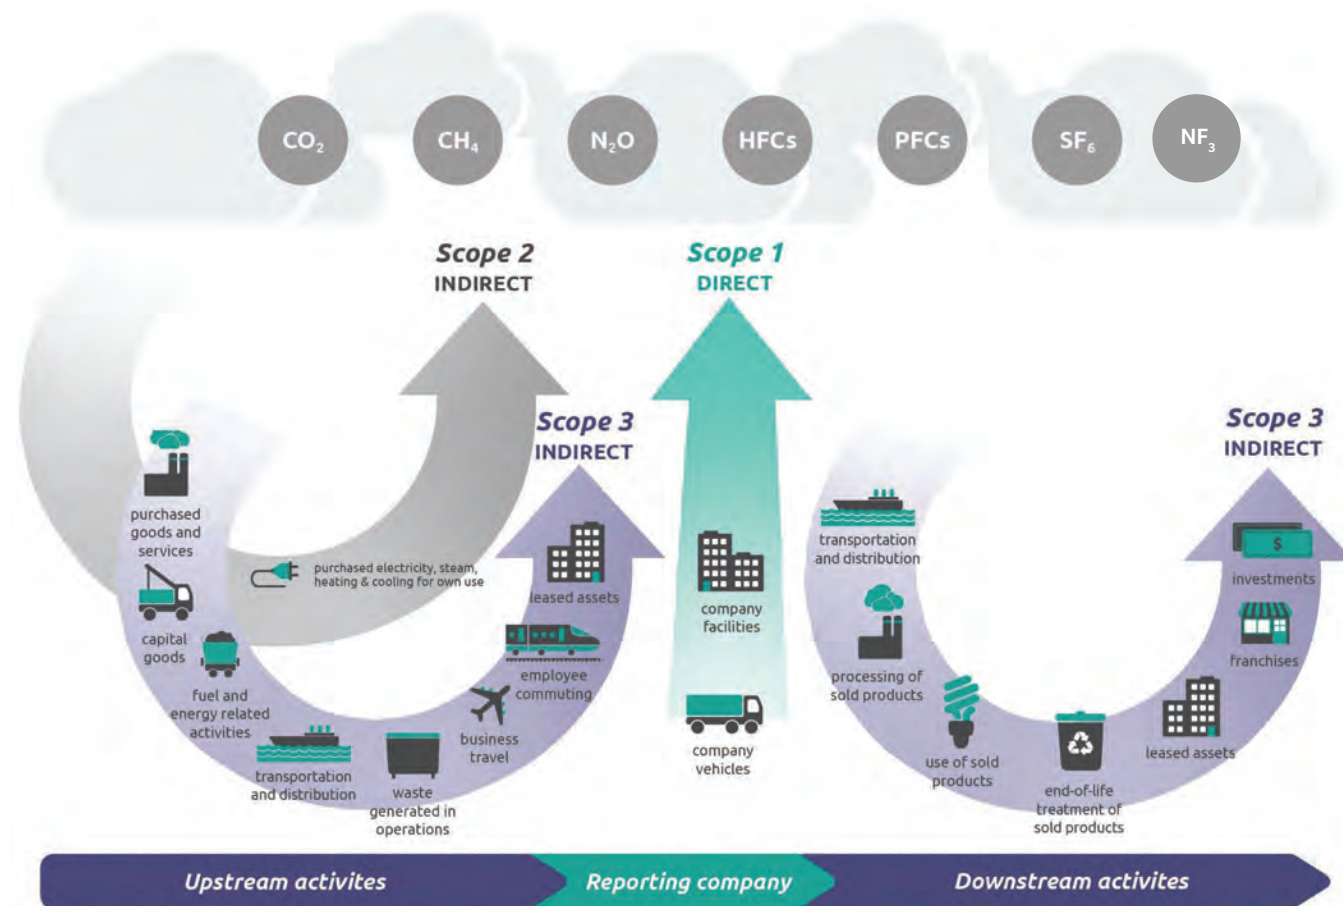 CO₂
CH₄
N₂O
HFCs
PFCs
SF₆
NF₃
Scope 2
INDIRECT
Scope 1
DIRECT
Scope 3
INDIRECT
Scope 3
INDIRECT
purchased
goods and
services
capital
goods
fuel and
energy related
activities
transportation
and distribution
waste
generated in
operations
business
travel
employee
commuting
leased assets
purchased electricity, steam,
heating & cooling for own use
company
facilities
company
vehicles
transportation
and distribution
processing of
sold products
use of sold
products
end-of-life
treatment of
sold products
leased assets
franchises
$
investments
Upstream activites
Reporting company
Downstream activites